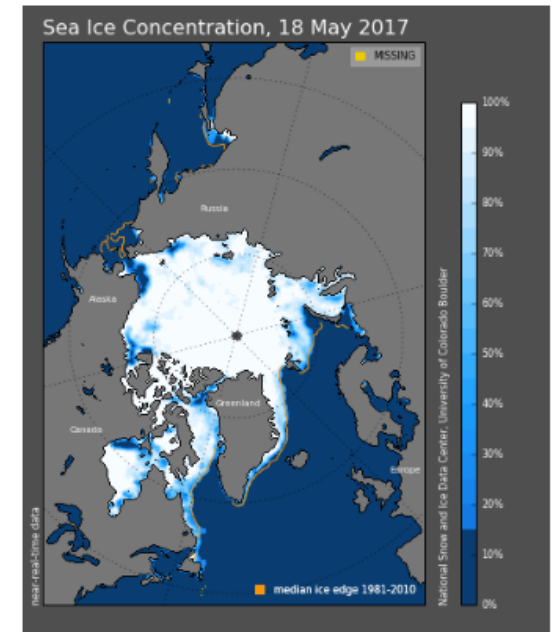 Sea Ice Concentration, 18 May 2017
MISSING
100%
90%
80%
70%
60%
50%
40%
30%
20%
10%
0%
Russia
Alaska
Greenland
Canada
Europe
near-real-time data
median ice edge 1981-2010
National Snow and Ice Data Center, University of Colorado Boulder